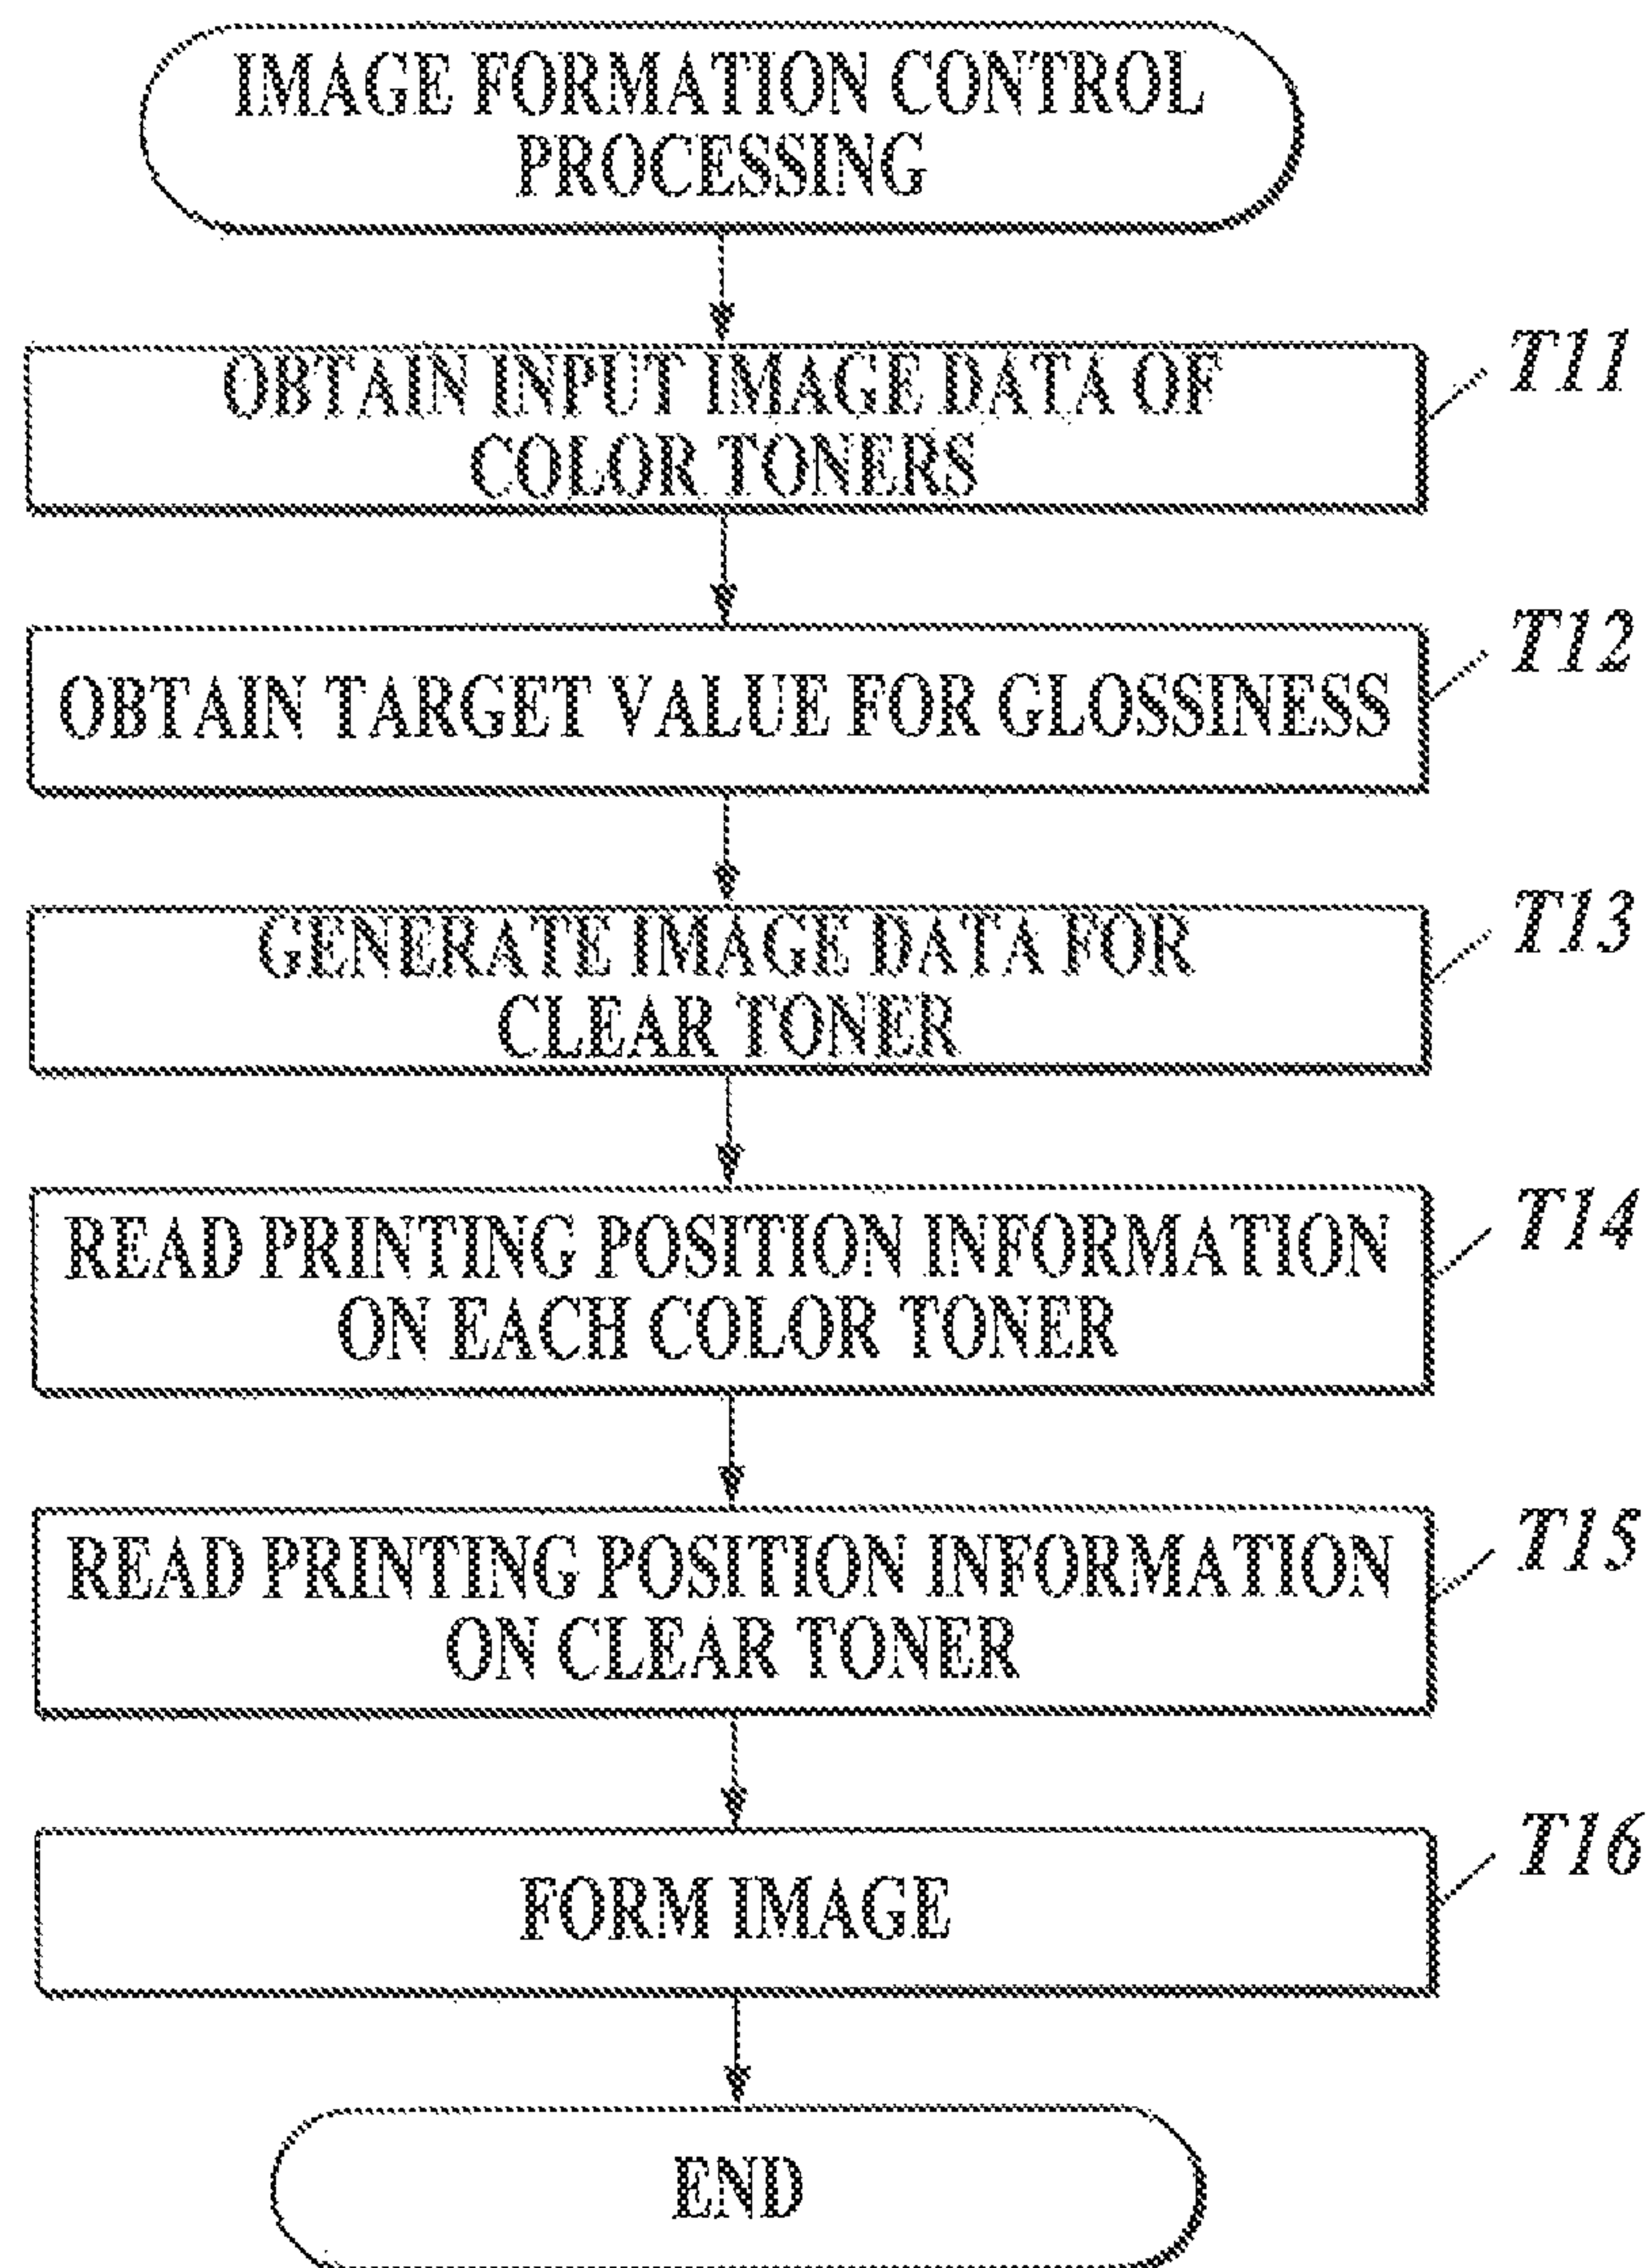 IMAGE FORMATION CONTROL
PROCESSING
OBTAIN INPUT IMAGE DATA OF
COLOR TONERS
T11
OBTAIN TARGET VALUE FOR GLOSSINESS
T12
GENERATE IMAGE DATA FOR
CLEAR TONER
T13
READ PRINTING POSITION INFORMATION
ON EACH COLOR TONER
T14
READ PRINTING POSITION INFORMATION
ON CLEAR TONER
T15
FORM IMAGE
T16
END